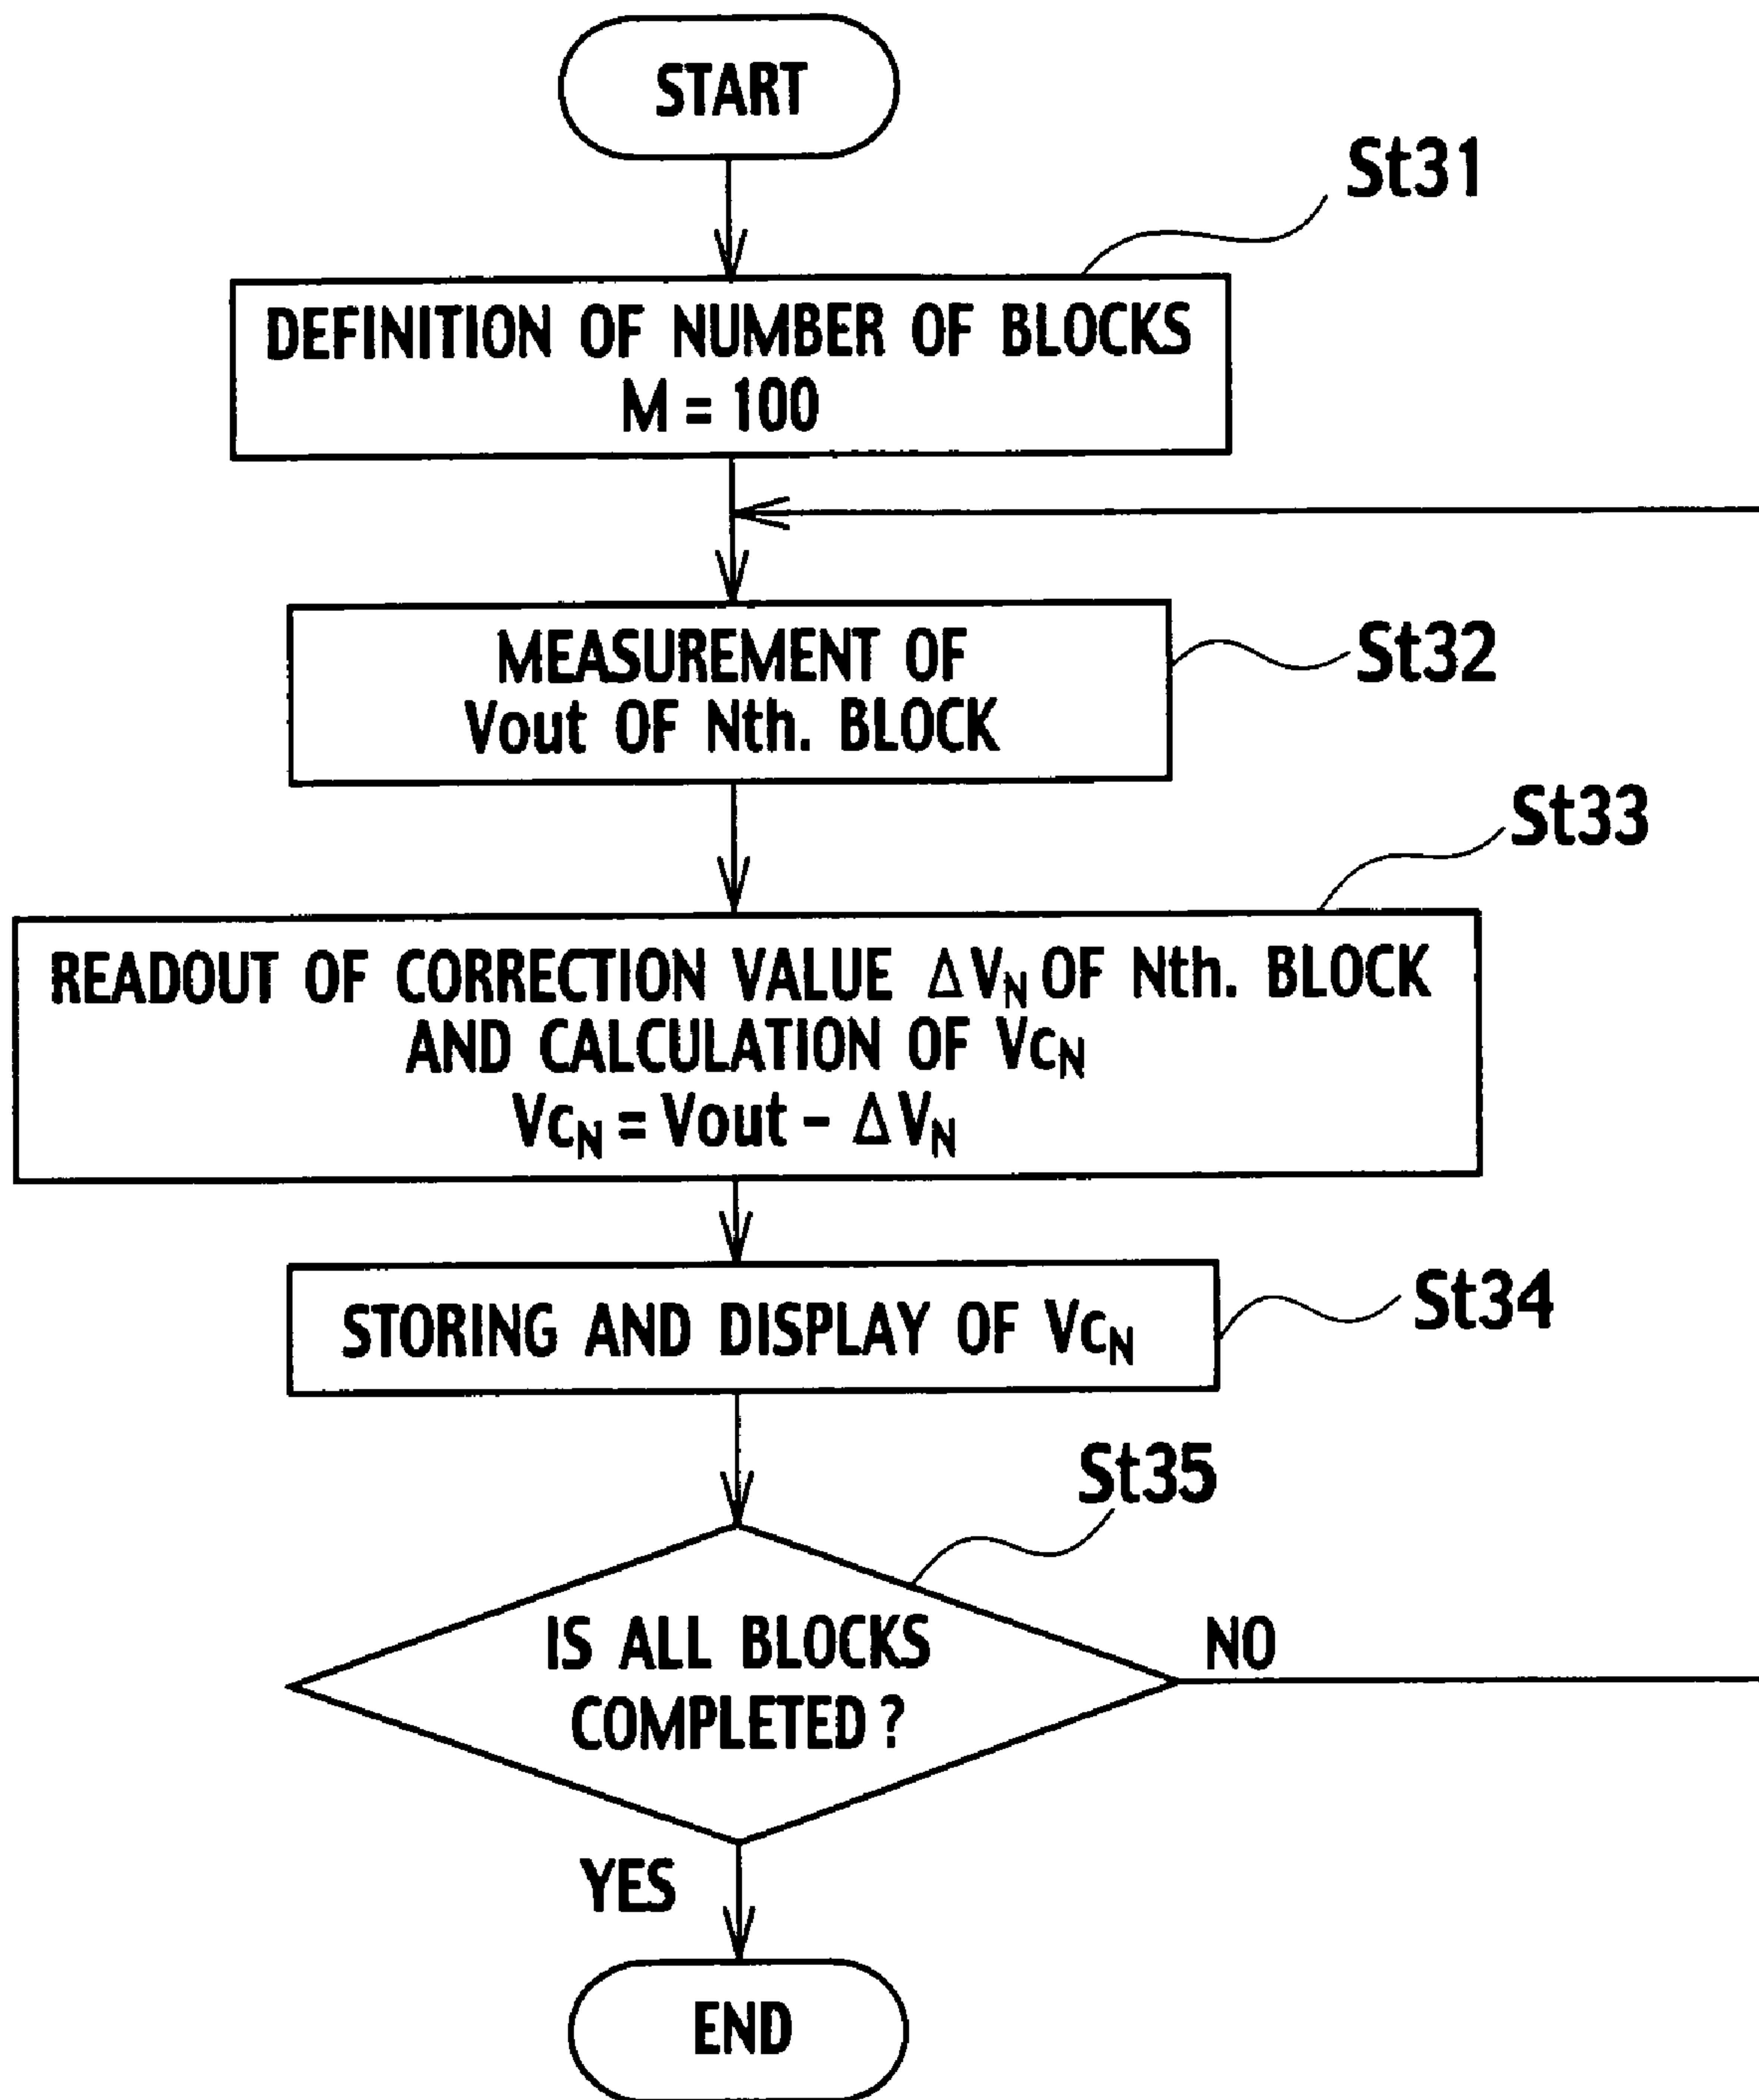 START
St31
DEFINITION OF NUMBER OF BLOCKS
M = 100
MEASUREMENT OF
Vout OF Nth. BLOCK
St32
St33
READOUT OF CORRECTION VALUE ΔVN OF Nth. BLOCK
AND CALCULATION OF VCN
VCN = Vout - ΔVN
STORING AND DISPLAY OF VCN
St34
St35
IS ALL BLOCKS
COMPLETED ?
NO
YES
END